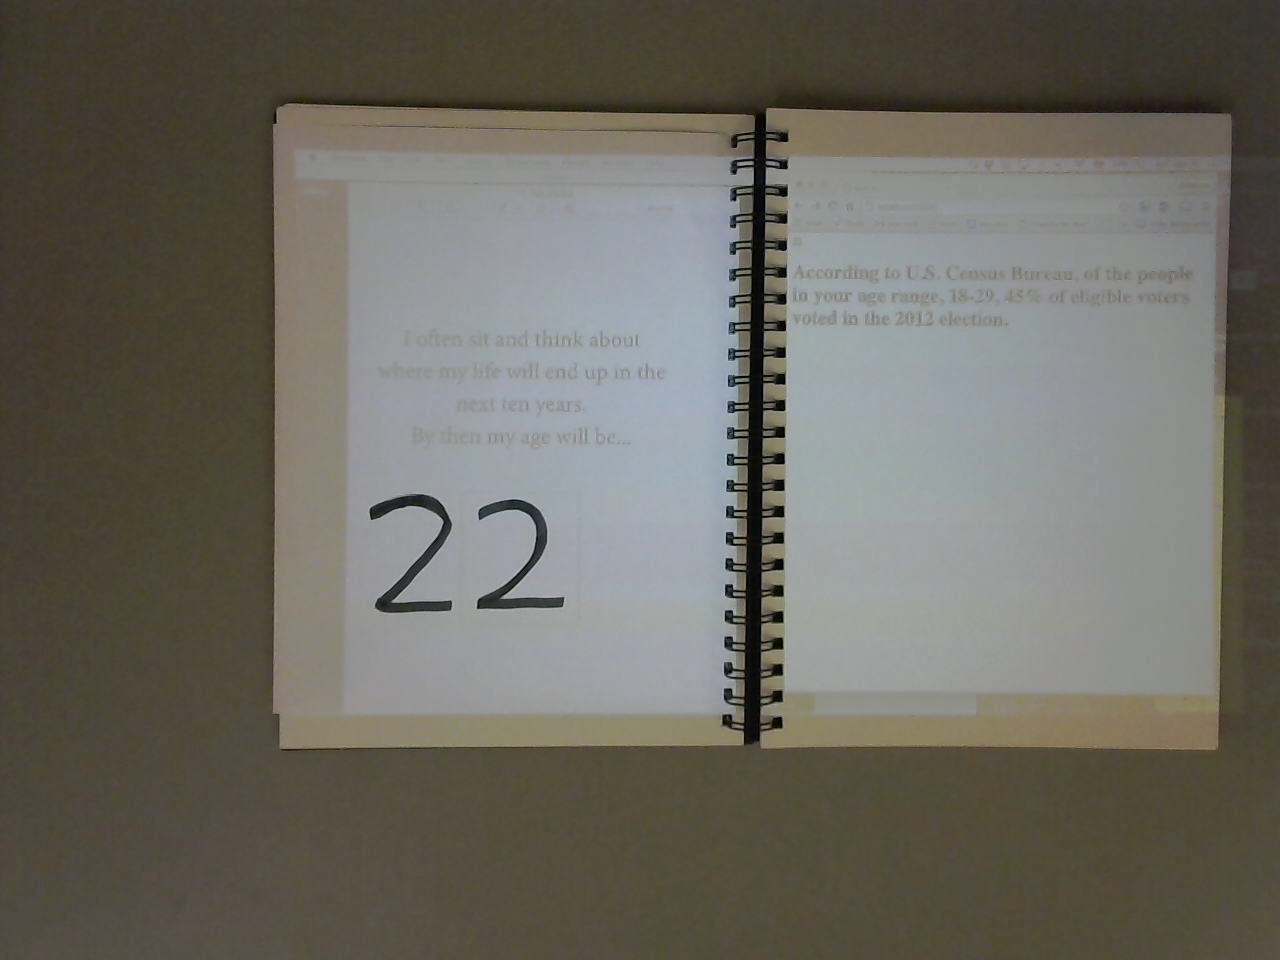 I often sit and think about
where my life will end up in the
next ten years.
By then my age will be...
22
According to U.S. Census Bureau, of the people
in your age range, 18-29, 45% of eligible voters
voted in the 2012 election.